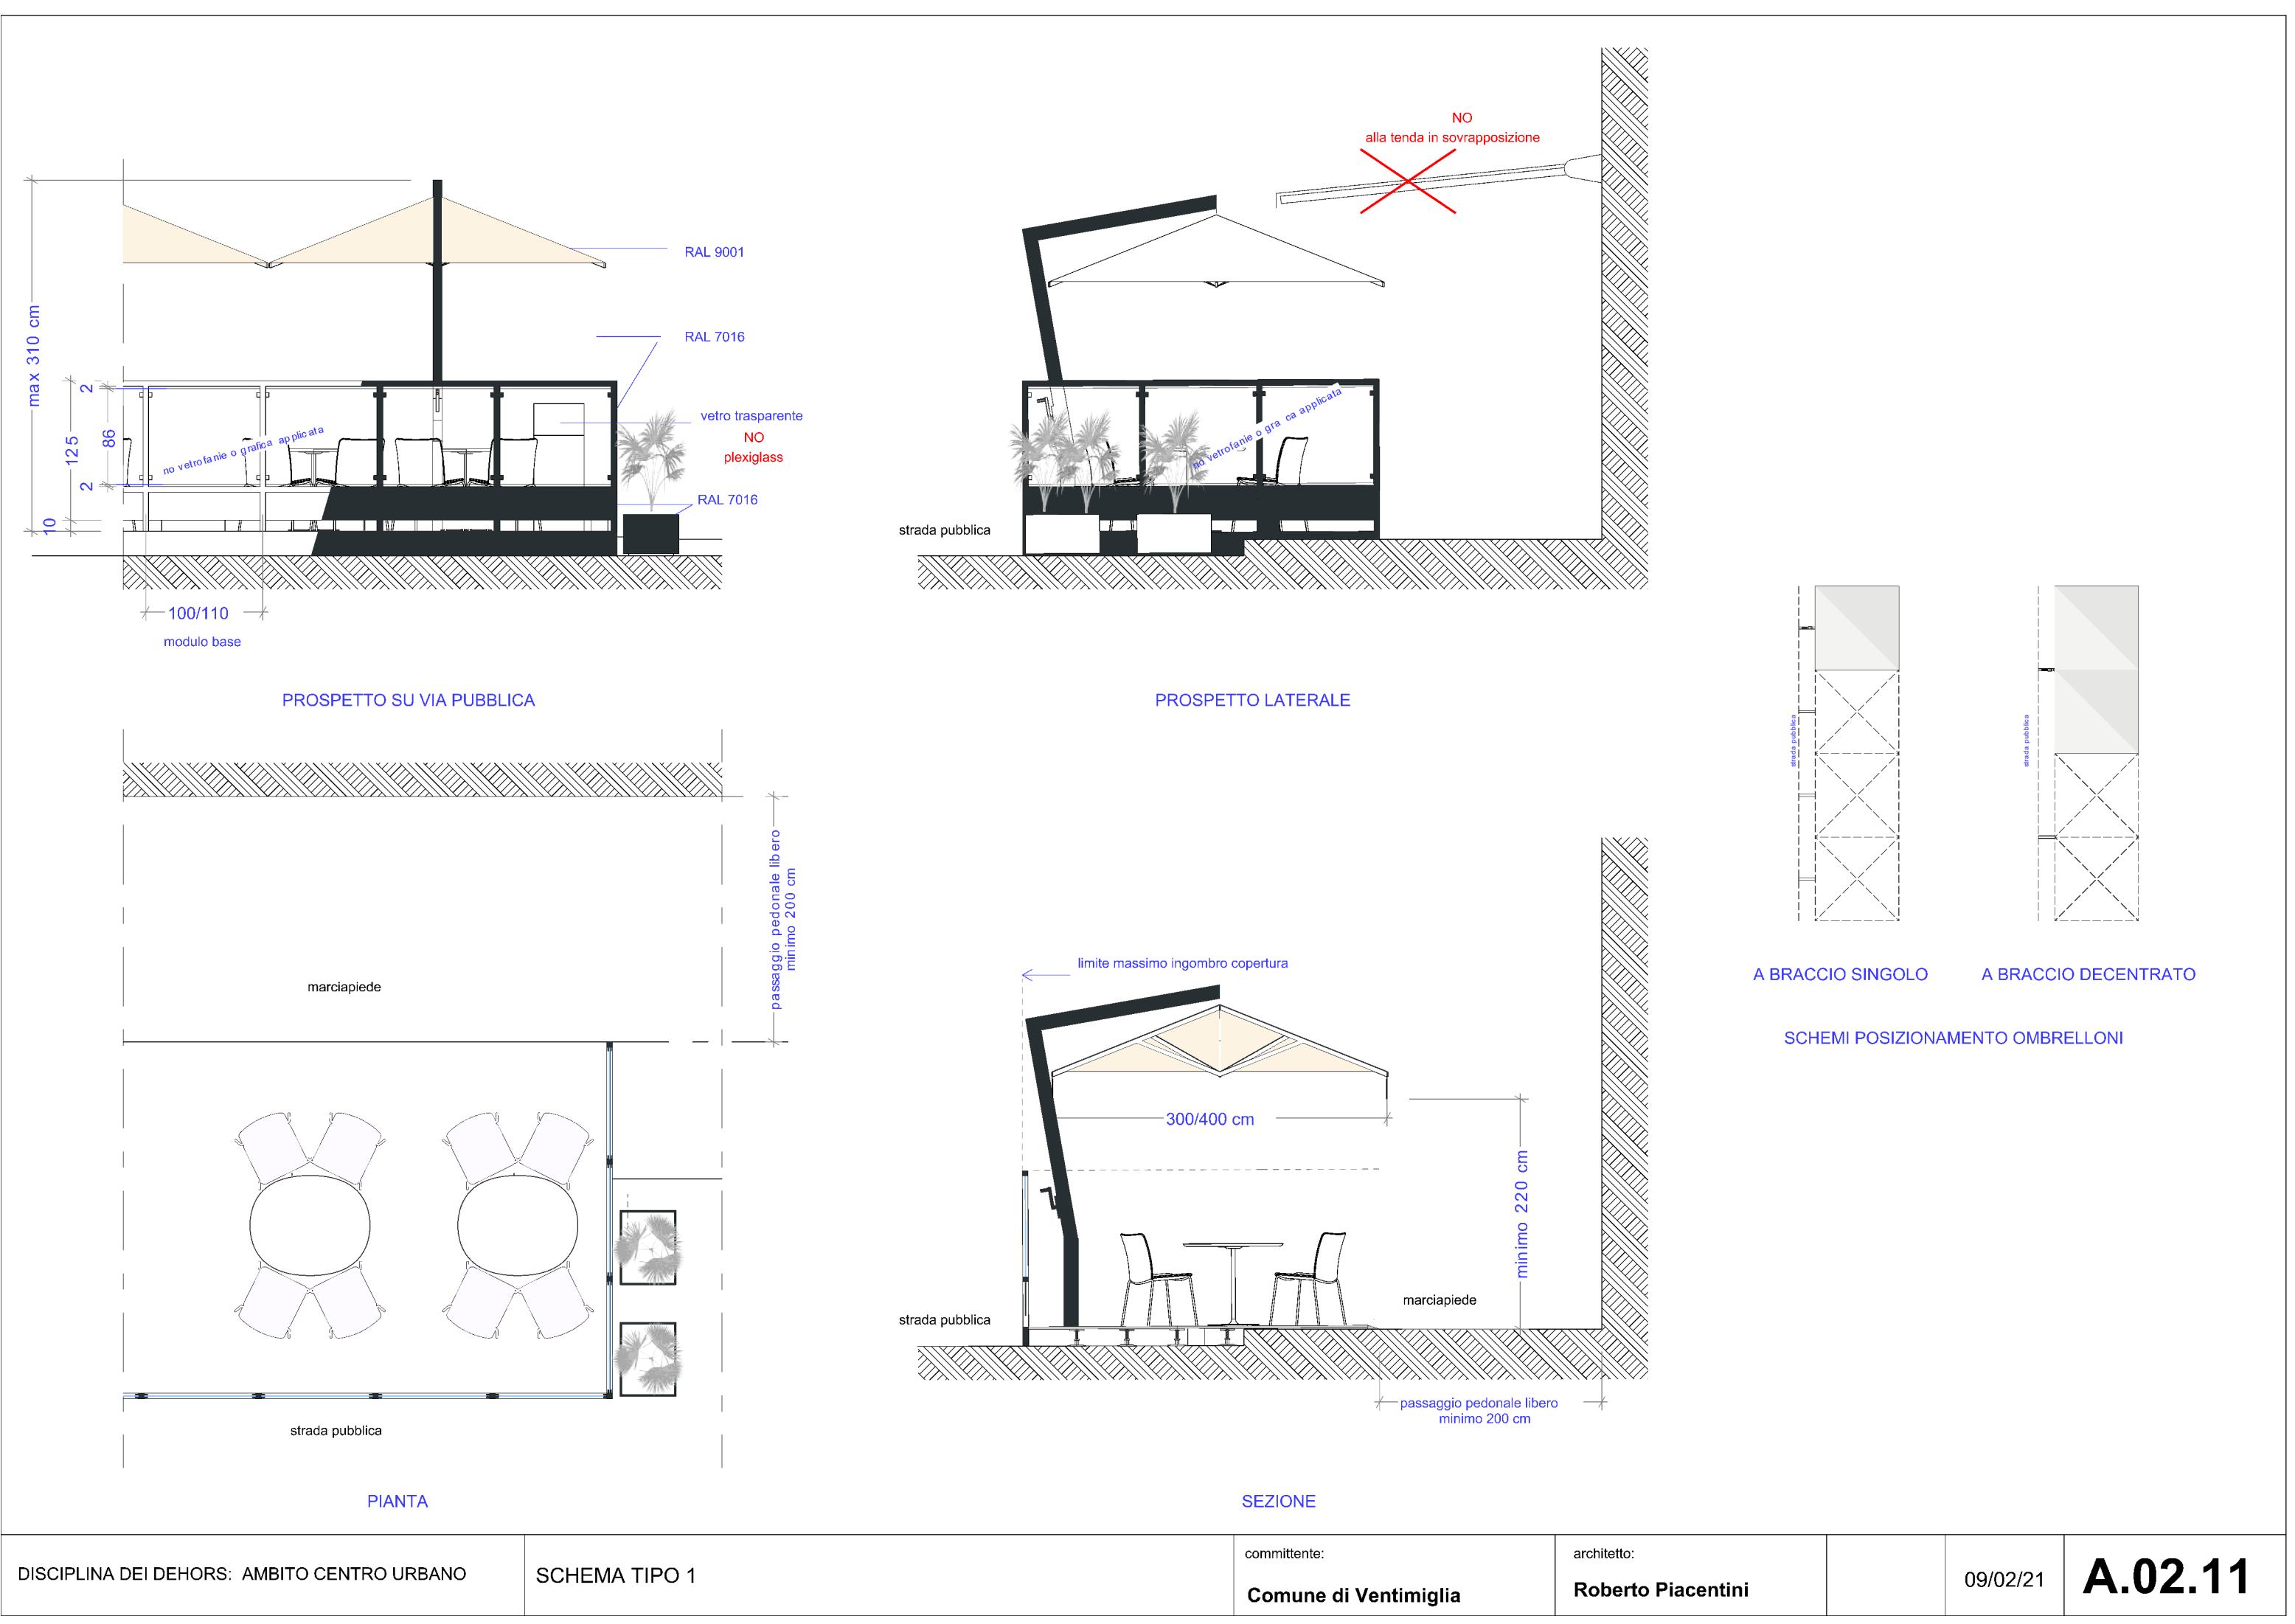 NO
alla tenda in sovrapposizione
RAL 9001
max 310 cm
RAL 7016
2
125
86
2
10
no vetrofanie o grafica applicata
vetro trasparente
NO
plexiglass
RAL 7016
100/110
modulo base
PROSPETTO SU VIA PUBBLICA
no vetrofanie o gra ca applicata
strada pubblica
PROSPETTO LATERALE
strada pubblica
strada pubblica
A BRACCIO SINGOLO
A BRACCIO DECENTRATO
SCHEMI POSIZIONAMENTO OMBRELLONI
passaggio pedonale libero
minimo 200 cm
marciapiede
strada pubblica
PIANTA
limite massimo ingombro copertura
300/400 cm
minimo 220 cm
marciapiede
strada pubblica
passaggio pedonale libero
minimo 200 cm
SEZIONE
DISCIPLINA DEI DEHORS: AMBITO CENTRO URBANO
SCHEMA TIPO 1
committente:
Comune di Ventimiglia
architetto:
Roberto Piacentini
09/02/21
A.02.11